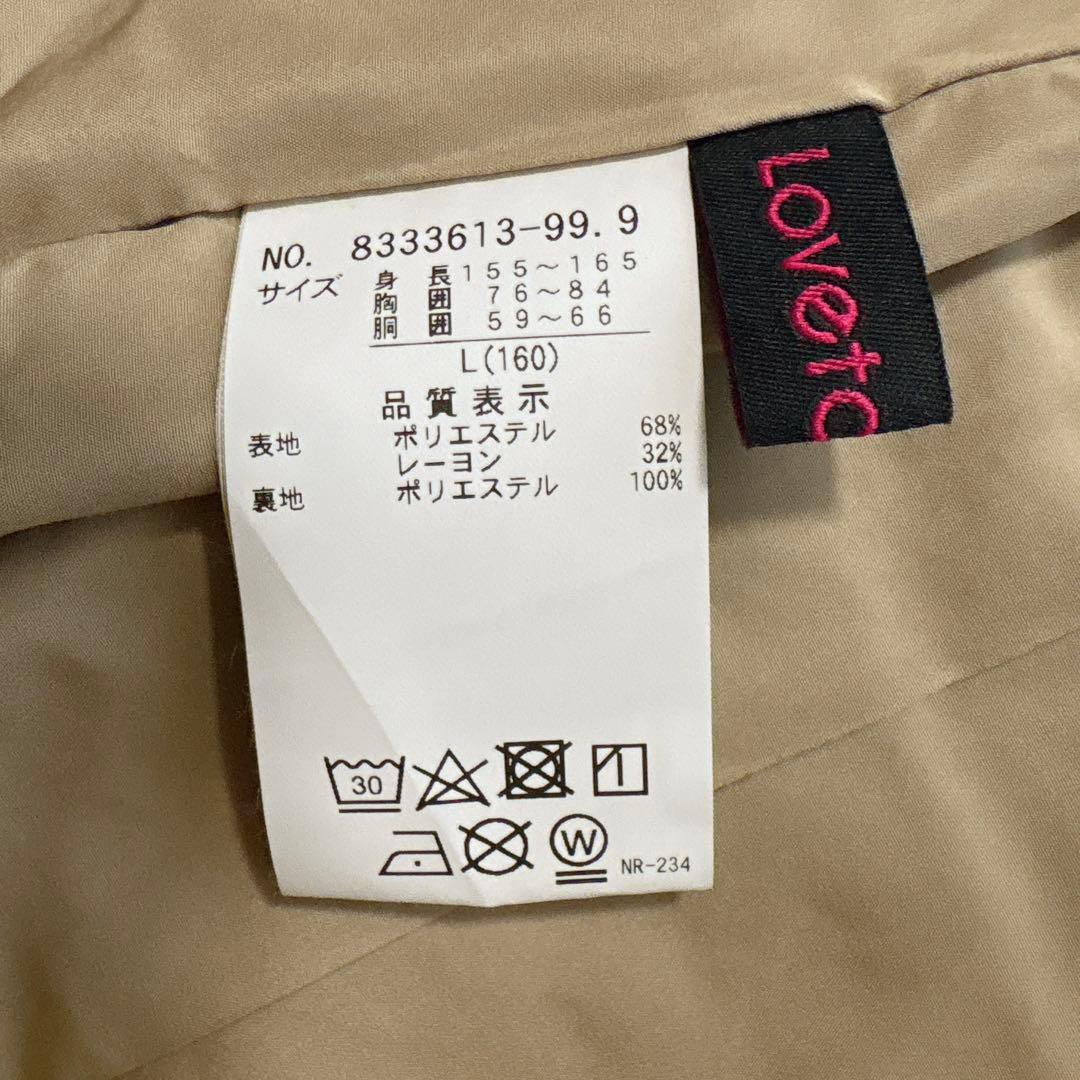 NO. 8333613-99.9
サイズ 身長 155～165
胸囲 76～84
胴囲 59～66
L(160)
品質表示
表地 ポリエステル 68%
レーヨン 32%
裏地 ポリエステル 100%
30
W
NR-234
Loveto